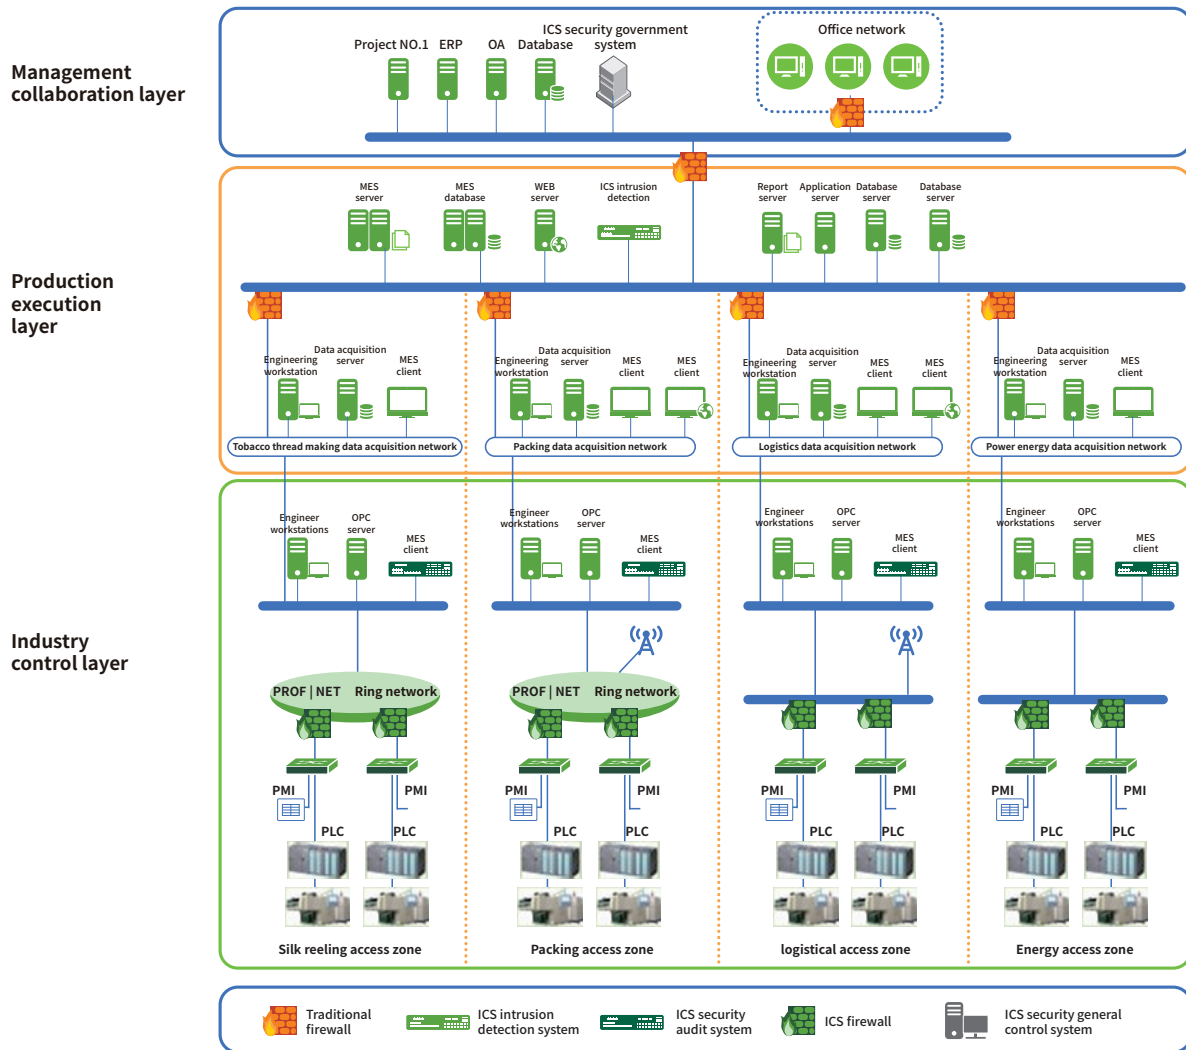 Management
collaboration layer
Project NO.1
ERP
OA
Database
ICS security government
system
Office network
Production
execution
layer
MES
server
MES
database
WEB
server
ICS intrusion
detection
Report
server
Application
server
Database
server
Database
server
Engineering
workstation
Data acquisition
server
MES
client
Engineering
workstation
Data acquisition
server
MES
client
MES
client
Engineering
workstation
Data acquisition
server
MES
client
MES
client
Engineering
workstation
Data acquisition
server
MES
client
Tobacco thread making data acquisition network
Packing data acquisition network
Logistics data acquisition network
Power energy data acquisition network
Industry
control layer
Engineer
workstations
OPC
server
MES
client
Engineer
workstations
OPC
server
MES
client
Engineer
workstations
OPC
server
MES
client
Engineer
workstations
OPC
server
MES
client
PROF | NET Ring network
PROF | NET Ring network
PMI
PMI
PMI
PMI
PMI
PMI
PMI
PMI
PLC
PLC
PLC
PLC
PLC
PLC
PLC
PLC
Silk reeling access zone
Packing access zone
logistical access zone
Energy access zone
Traditional
firewall
ICS intrusion
detection system
ICS security
audit system
ICS firewall
ICS security general
control system